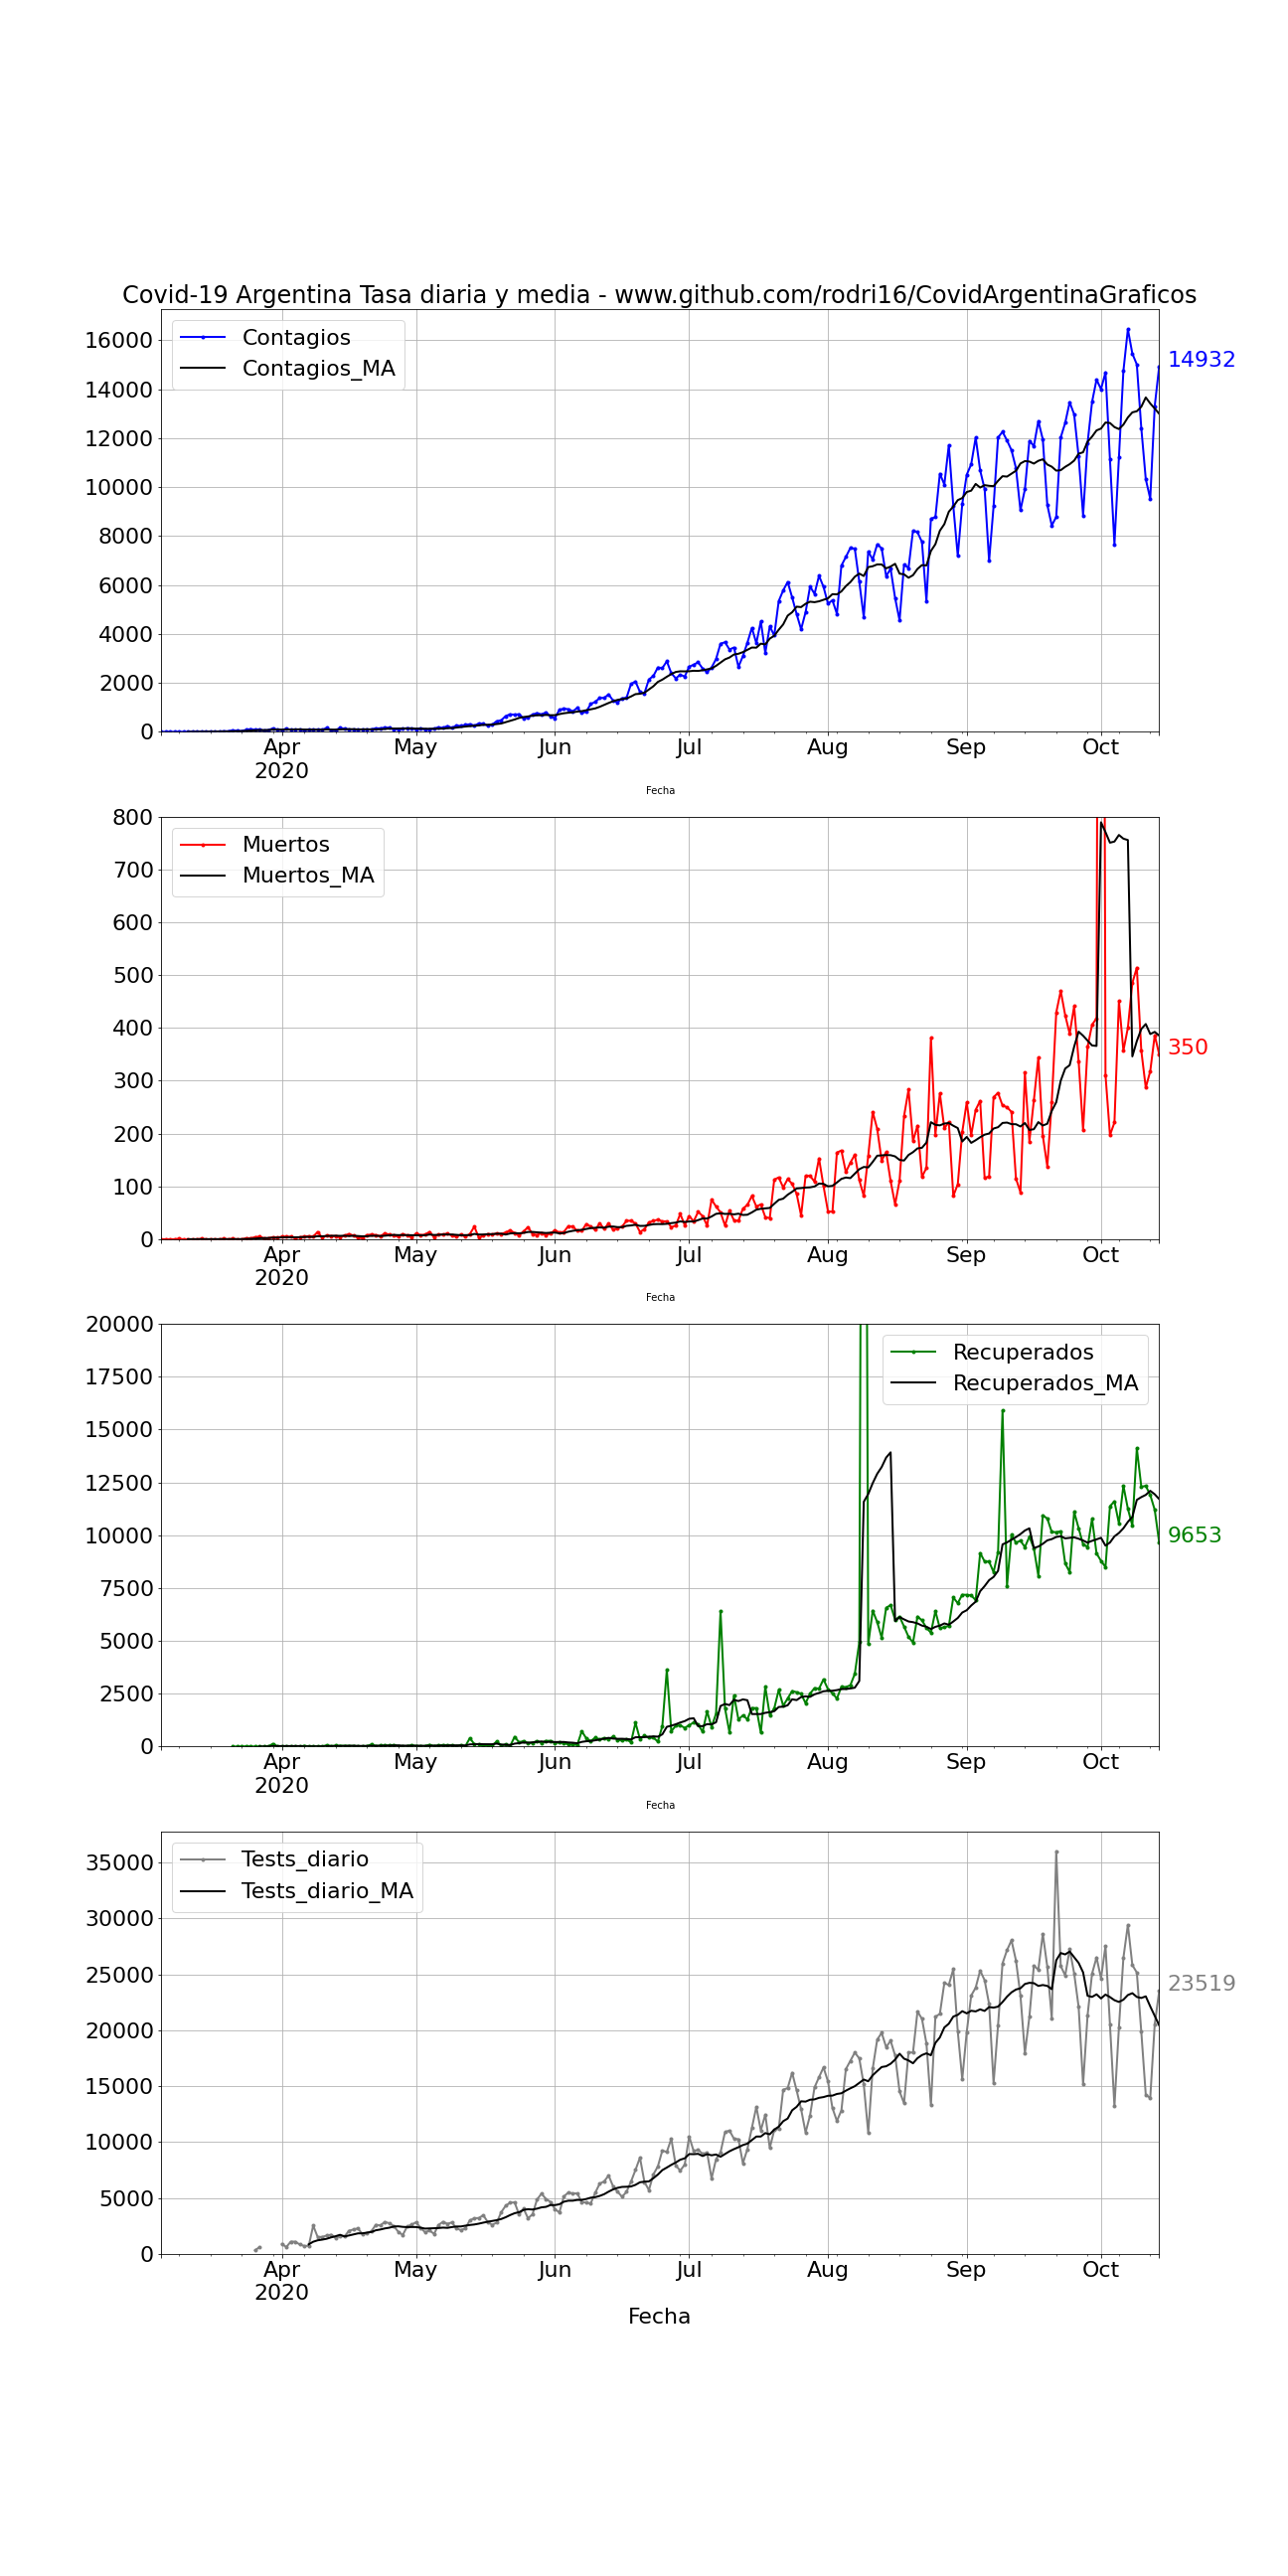 Covid-19 Argentina Tasa diaria y media - www.github.com/rodri16/CovidArgentinaGraficos
Contagios
Contagios_MA
16000
14000
12000
10000
8000
6000
4000
2000
0
14932
Apr May Jun Jul Aug Sep Oct
2020
Fecha
Muertos
Muertos_MA
800
700
600
500
400
300
200
100
0
350
Apr May Jun Jul Aug Sep Oct
2020
Fecha
Recuperados
Recuperados_MA
20000
17500
15000
12500
10000
7500
5000
2500
0
9653
Apr May Jun Jul Aug Sep Oct
2020
Fecha
Tests_diario
Tests_diario_MA
35000
30000
25000
20000
15000
10000
5000
0
23519
Apr May Jun Jul Aug Sep Oct
2020
Fecha